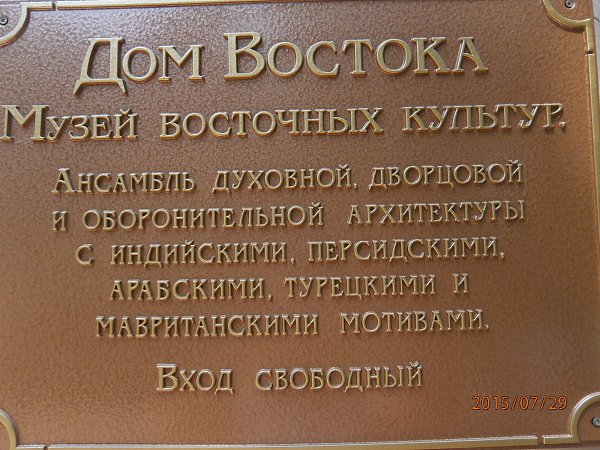 Дом Востока
Музей восточных культур.
Ансамбль духовной, дворцовой
и оборонительной архитектуры
с индийскими, персидскими,
арабскими, турецкими и
мавританскими мотивами.
Вход свободный
2015/07/29